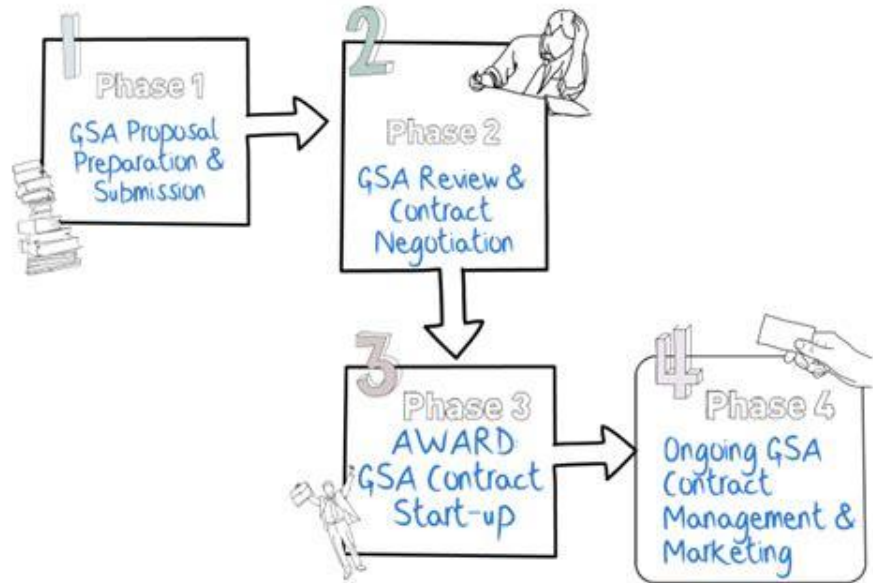 1
Phase 1
GSA Proposal
Preparation &
Submission
2
Phase 2
GSA Review &
Contract
Negotiation
3
Phase 3
AWARD
GSA Contract
Start-up
4
Phase 4
Ongoing GSA
Contract
Management &
Marketing